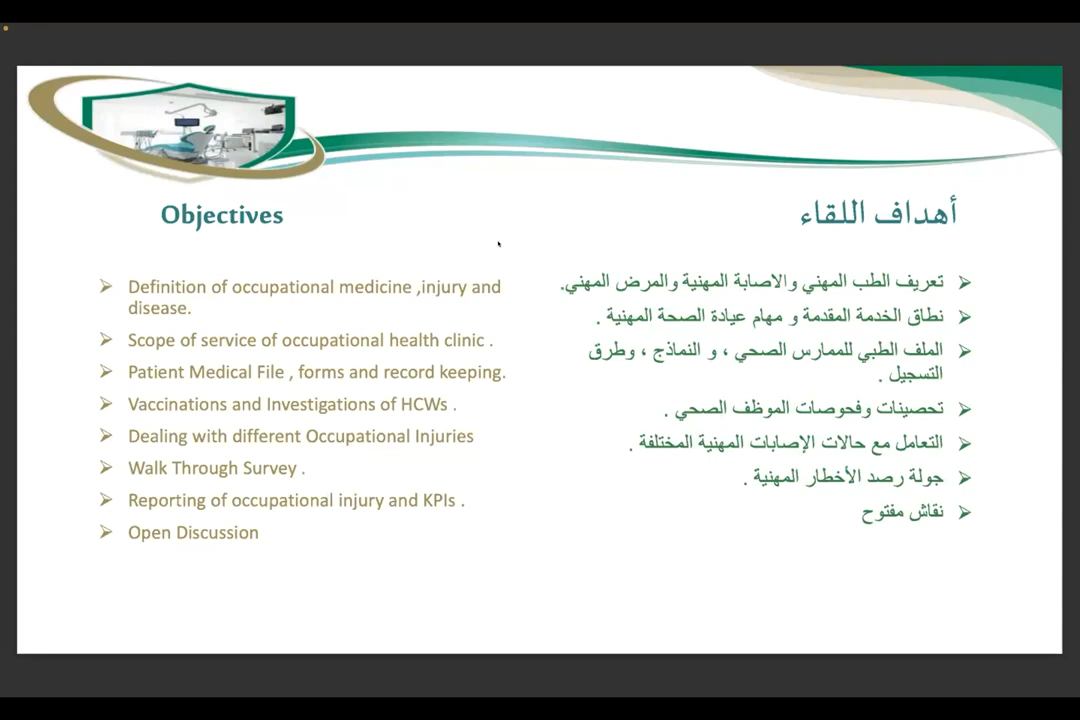 Objectives
Definition of occupational medicine ,injury and
disease.
Scope of service of occupational health clinic .
Patient Medical File , forms and record keeping.
Vaccinations and Investigations of HCWs .
Dealing with different Occupational Injuries
Walk Through Survey .
Reporting of occupational injury and KPIs .
Open Discussion
أهداف اللقاء
تعريف الطب المهني والاصابة المهنية والمرض المهني.
نطاق الخدمة المقدمة و مهام عيادة الصحة المهنية .
الملف الطبي للممارس الصحي ، و النماذج ، وطرق
التسجيل .
تحصينات وفحوصات الموظف الصحي .
التعامل مع حالات الإصابات المهنية المختلفة .
جولة رصد الأخطار المهنية .
نقاش مفتوح